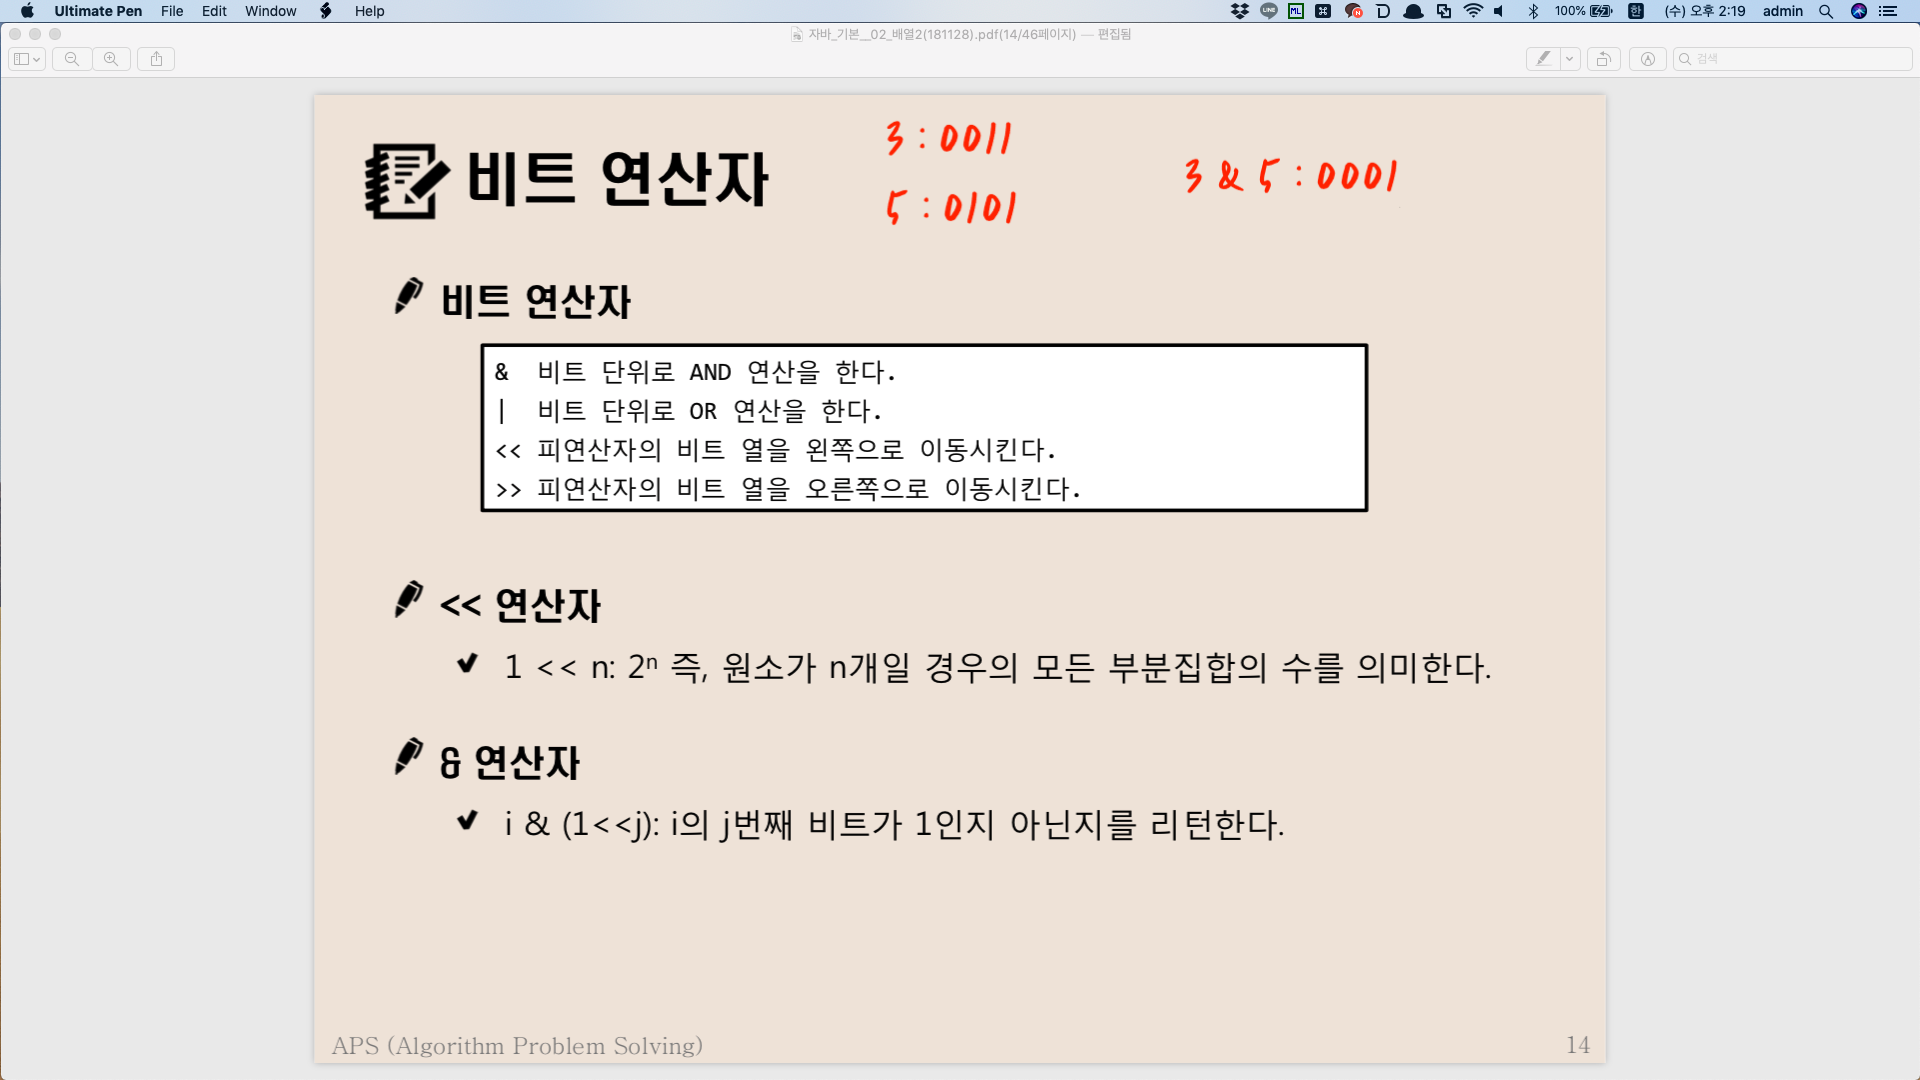 Ultimate Pen File Edit Window Help
LINE ML 100% 한 (수) 오후 2:19 admin
자바_기본__02_배열2(181128).pdf(14/46페이지) — 편집됨
검색
3 : 0011
비트 연산자
3 & 5 : 0001
5 : 0101
비트 연산자
& 비트 단위로 AND 연산을 한다.
| 비트 단위로 OR 연산을 한다.
<< 피연산자의 비트 열을 왼쪽으로 이동시킨다.
>> 피연산자의 비트 열을 오른쪽으로 이동시킨다.
<< 연산자
1 << n: 2ⁿ 즉, 원소가 n개일 경우의 모든 부분집합의 수를 의미한다.
& 연산자
i & (1<<j): i의 j번째 비트가 1인지 아닌지를 리턴한다.
APS (Algorithm Problem Solving) 14